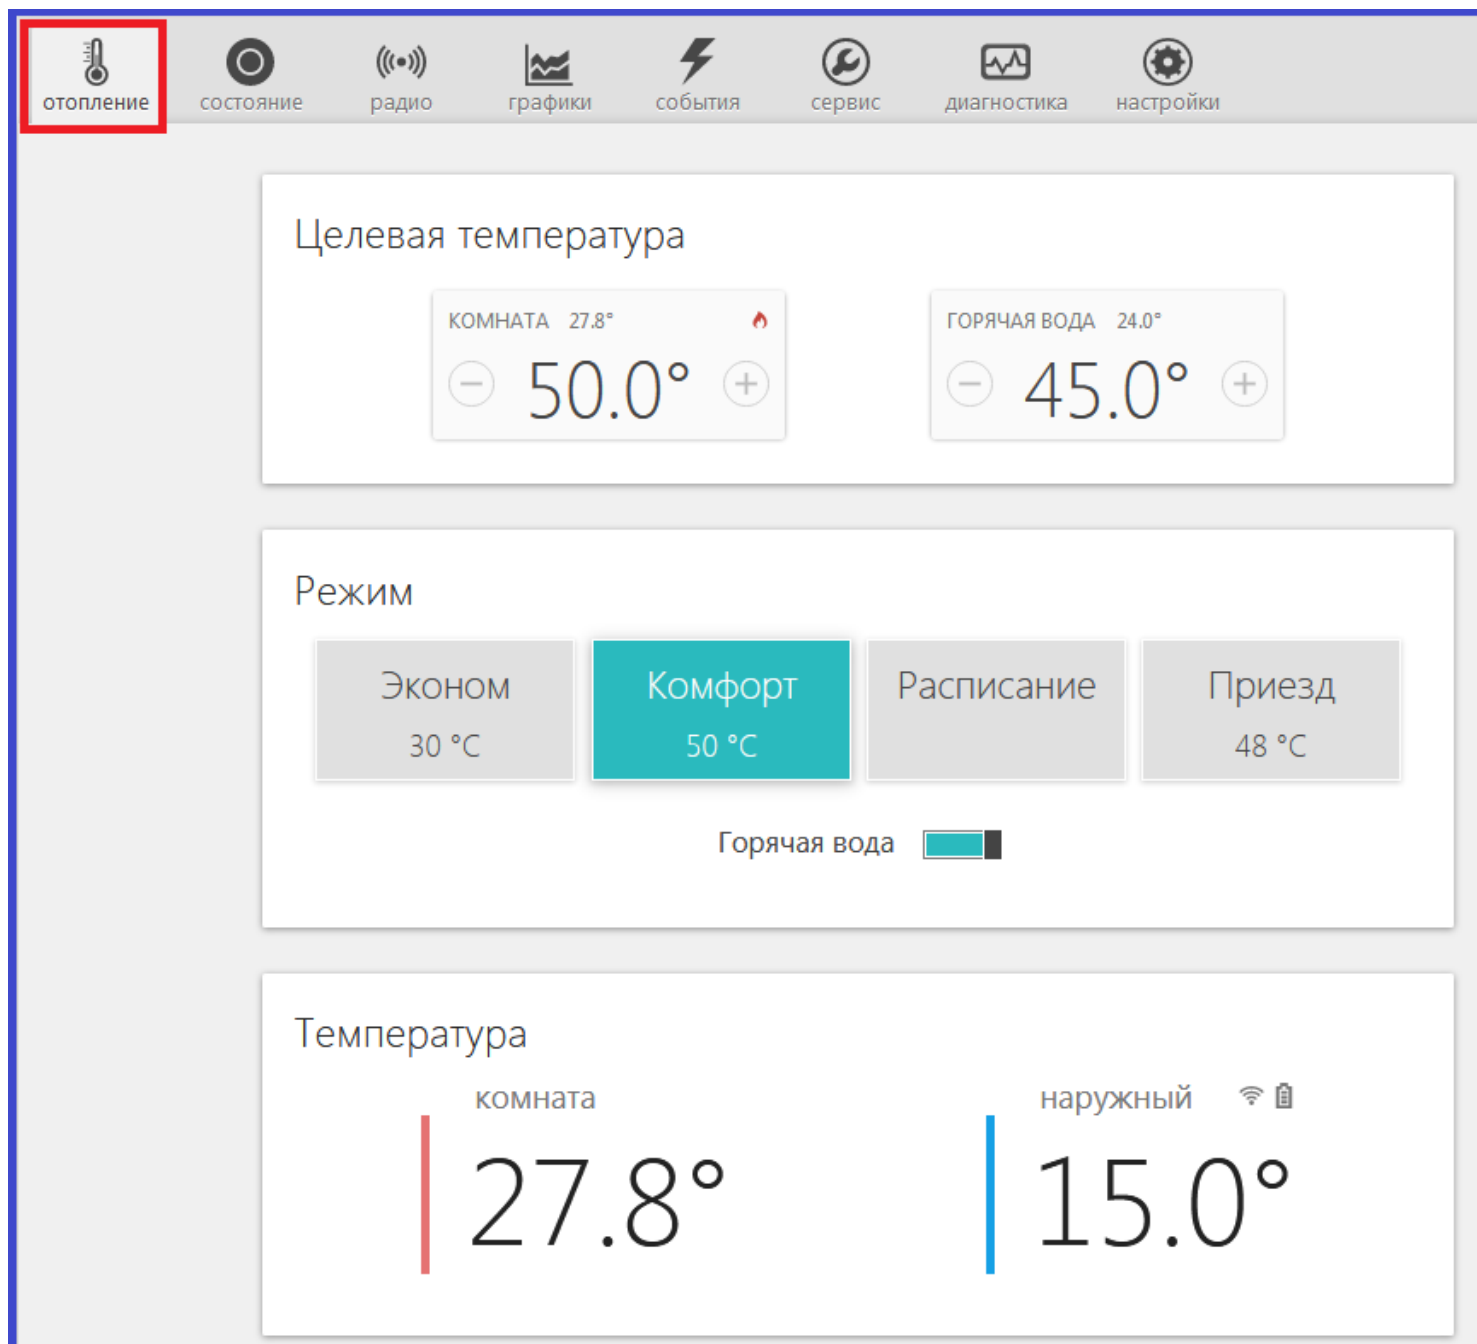 отопление состояние радио графики события сервис диагностика настройки
Целевая температура
КОМНАТА 27.8° ГОРЯЧАЯ ВОДА 24.0°
50.0° 45.0°
Режим
Эконом Комфорт Расписание Приезд
30 °C 50 °C 48 °C
Горячая вода
Температура
комната наружный
27.8° 15.0°